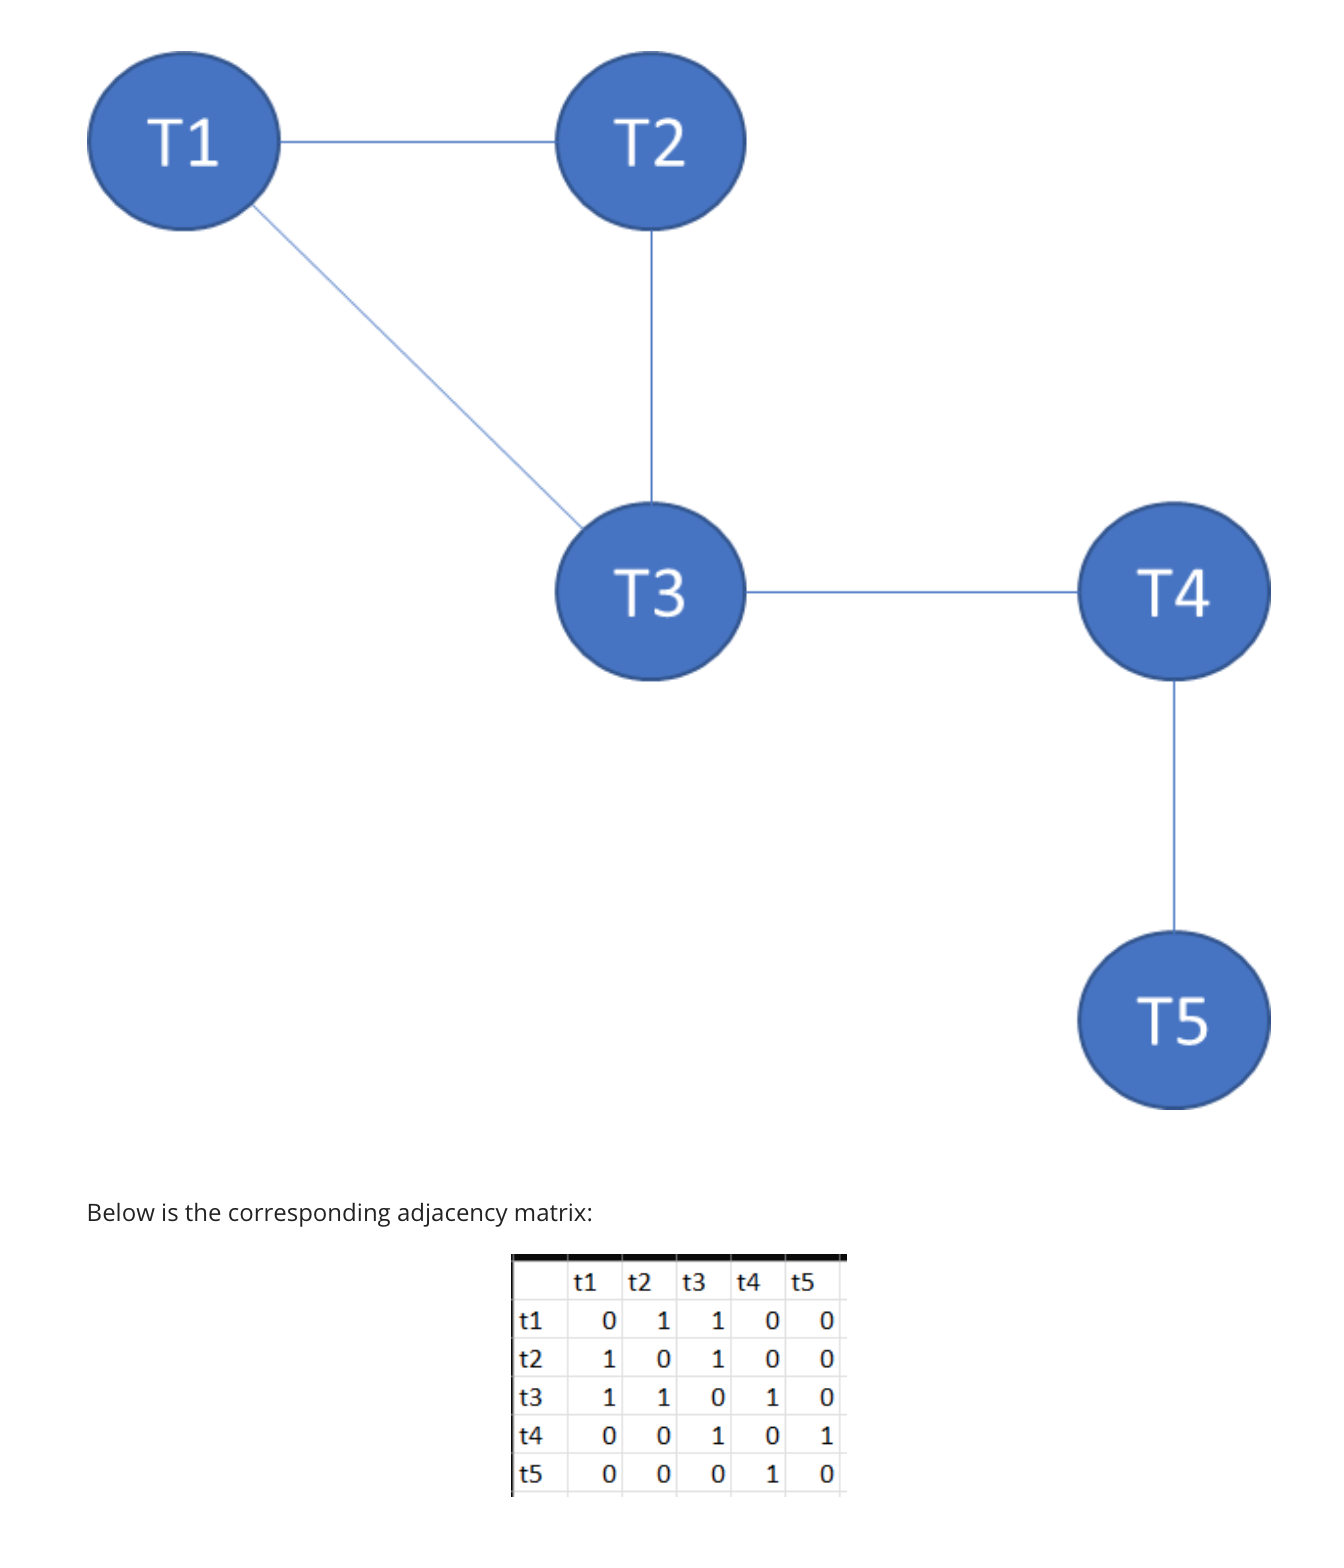 T1 T2
T3 T4
T5
Below is the corresponding adjacency matrix:
t1 t2 t3 t4 t5
t1 0 1 1 0 0
t2 1 0 1 0 0
t3 1 1 0 1 0
t4 0 0 1 0 1
t5 0 0 0 1 0